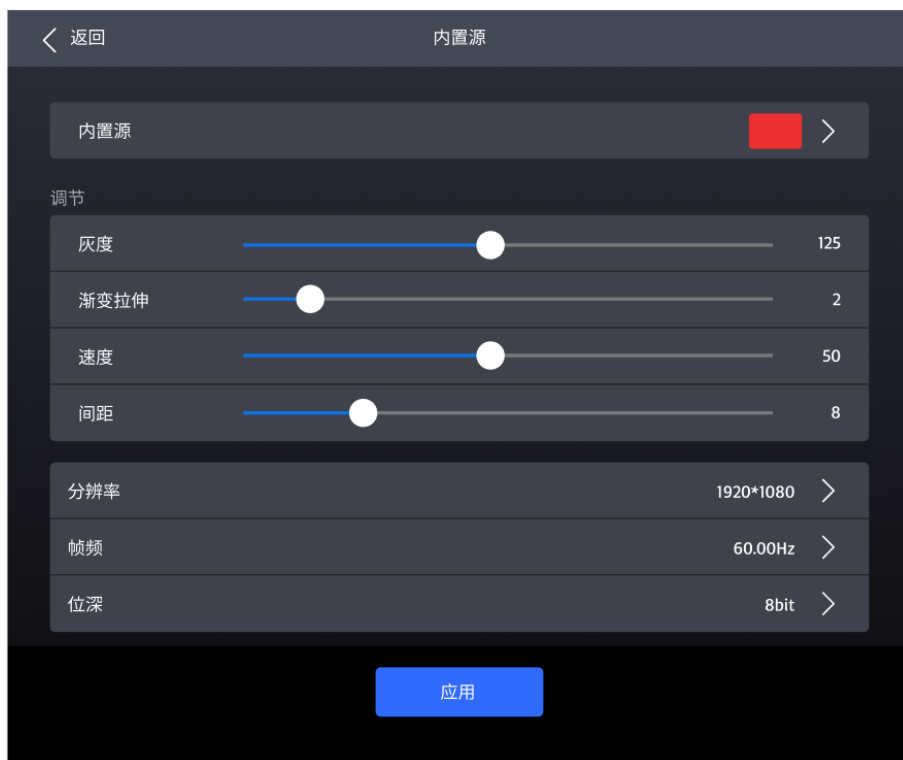 返回
内置源
内置源
调节
灰度 125
渐变拉伸 2
速度 50
间距 8
分辨率 1920*1080
帧频 60.00Hz
位深 8bit
应用